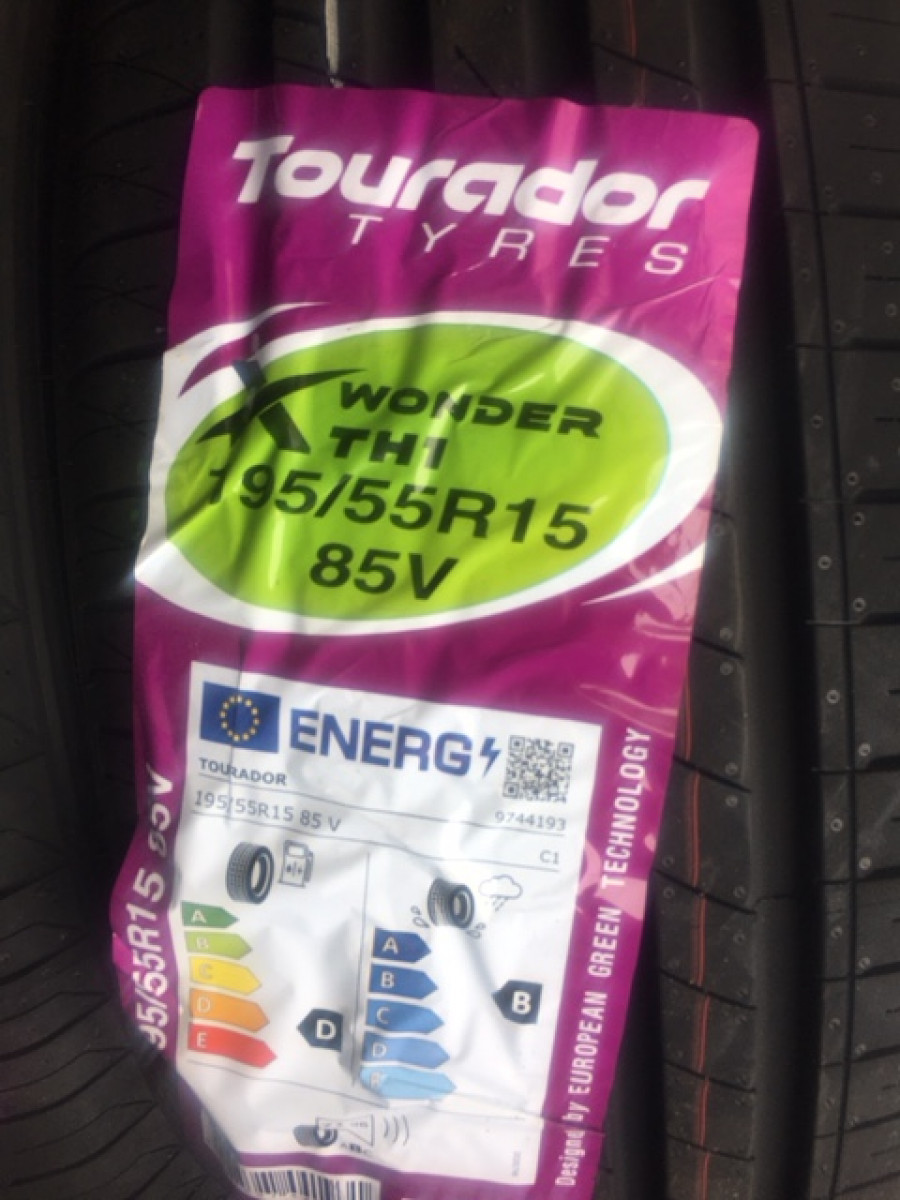 Tourador
TYRES
X WONDER
TH1
195/55R15
85V
ENERG
TOURADOR
195/55R15 85 V
9744193
C1
A
B
C
D
E
D
A
B
C
D
B
95/55R15 85V
Designed by EUROPEAN GREEN TECHNOLOGY